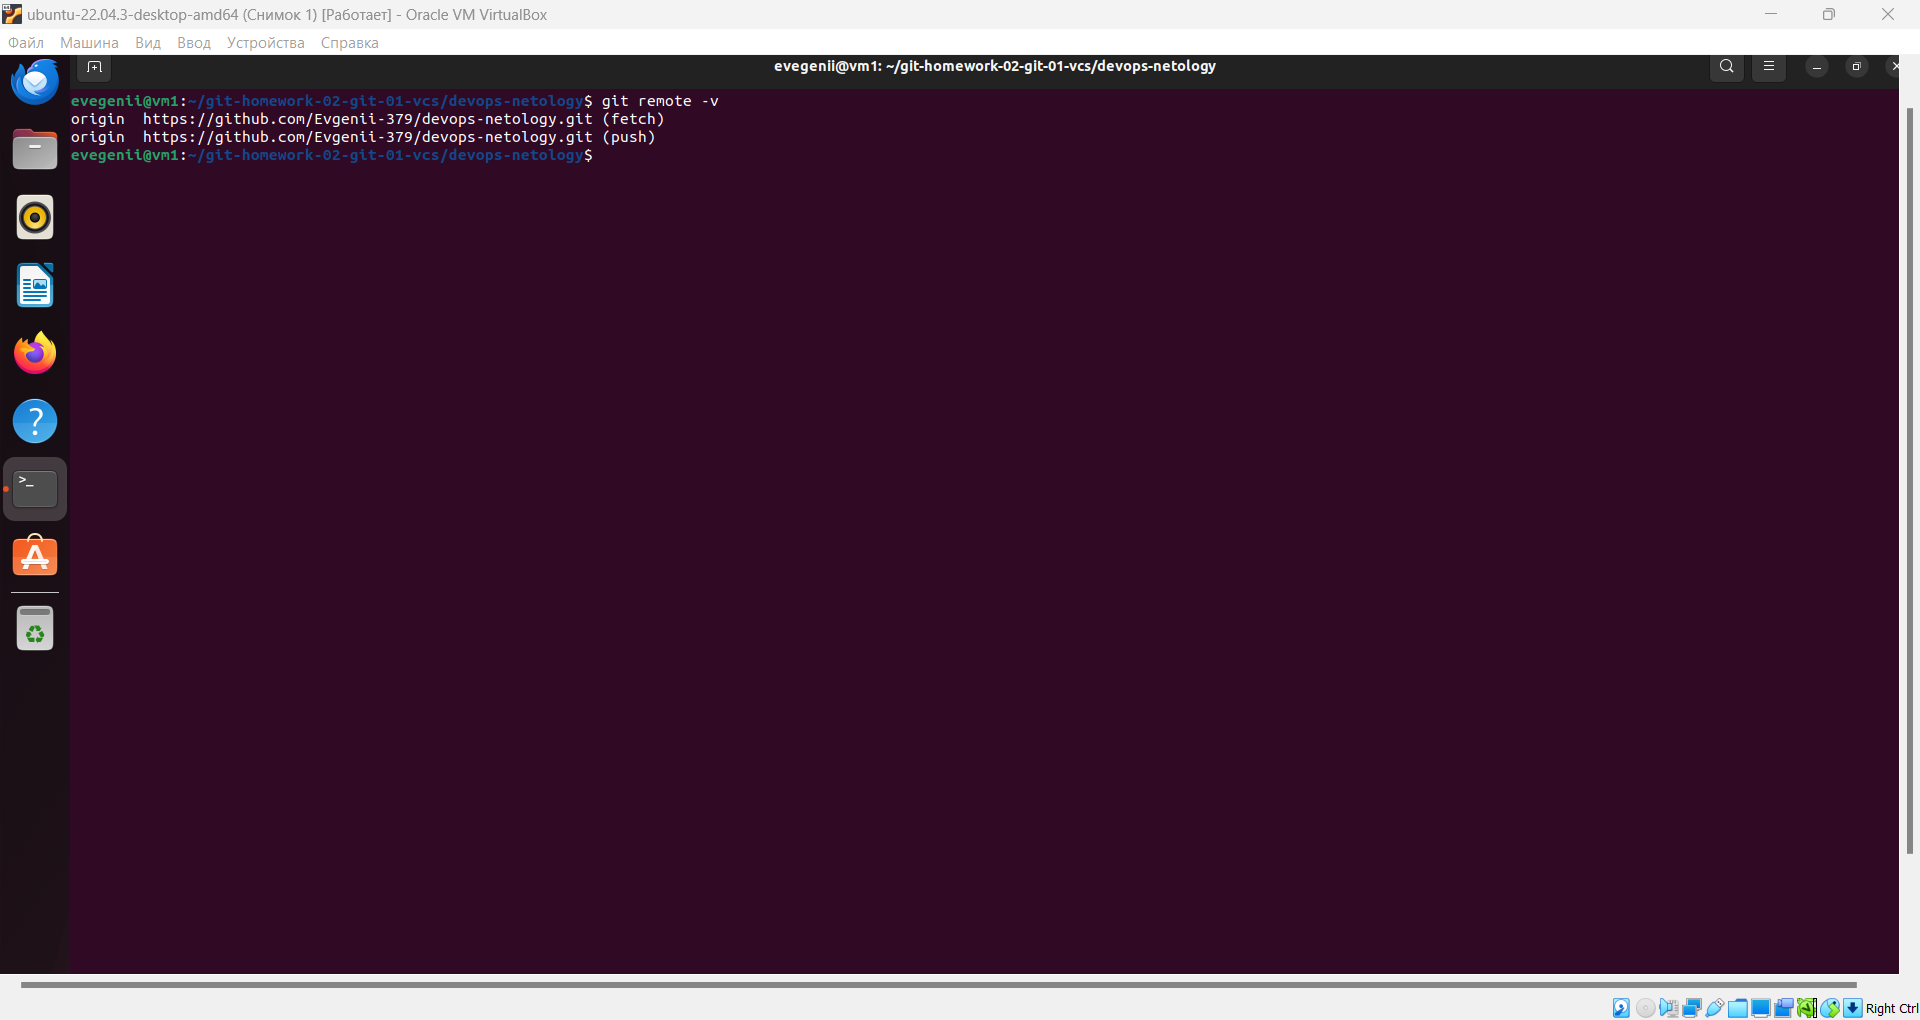 ubuntu-22.04.3-desktop-amd64 (Снимок 1) [Работает] - Oracle VM VirtualBox
Файл Машина Вид Ввод Устройства Справка
evegenii@vm1: ~/git-homework-02-git-01-vcs/devops-netology
evegenii@vm1:~/git-homework-02-git-01-vcs/devops-netology$ git remote -v
origin  https://github.com/Evgenii-379/devops-netology.git (fetch)
origin  https://github.com/Evgenii-379/devops-netology.git (push)
evegenii@vm1:~/git-homework-02-git-01-vcs/devops-netology$
Right Ctrl